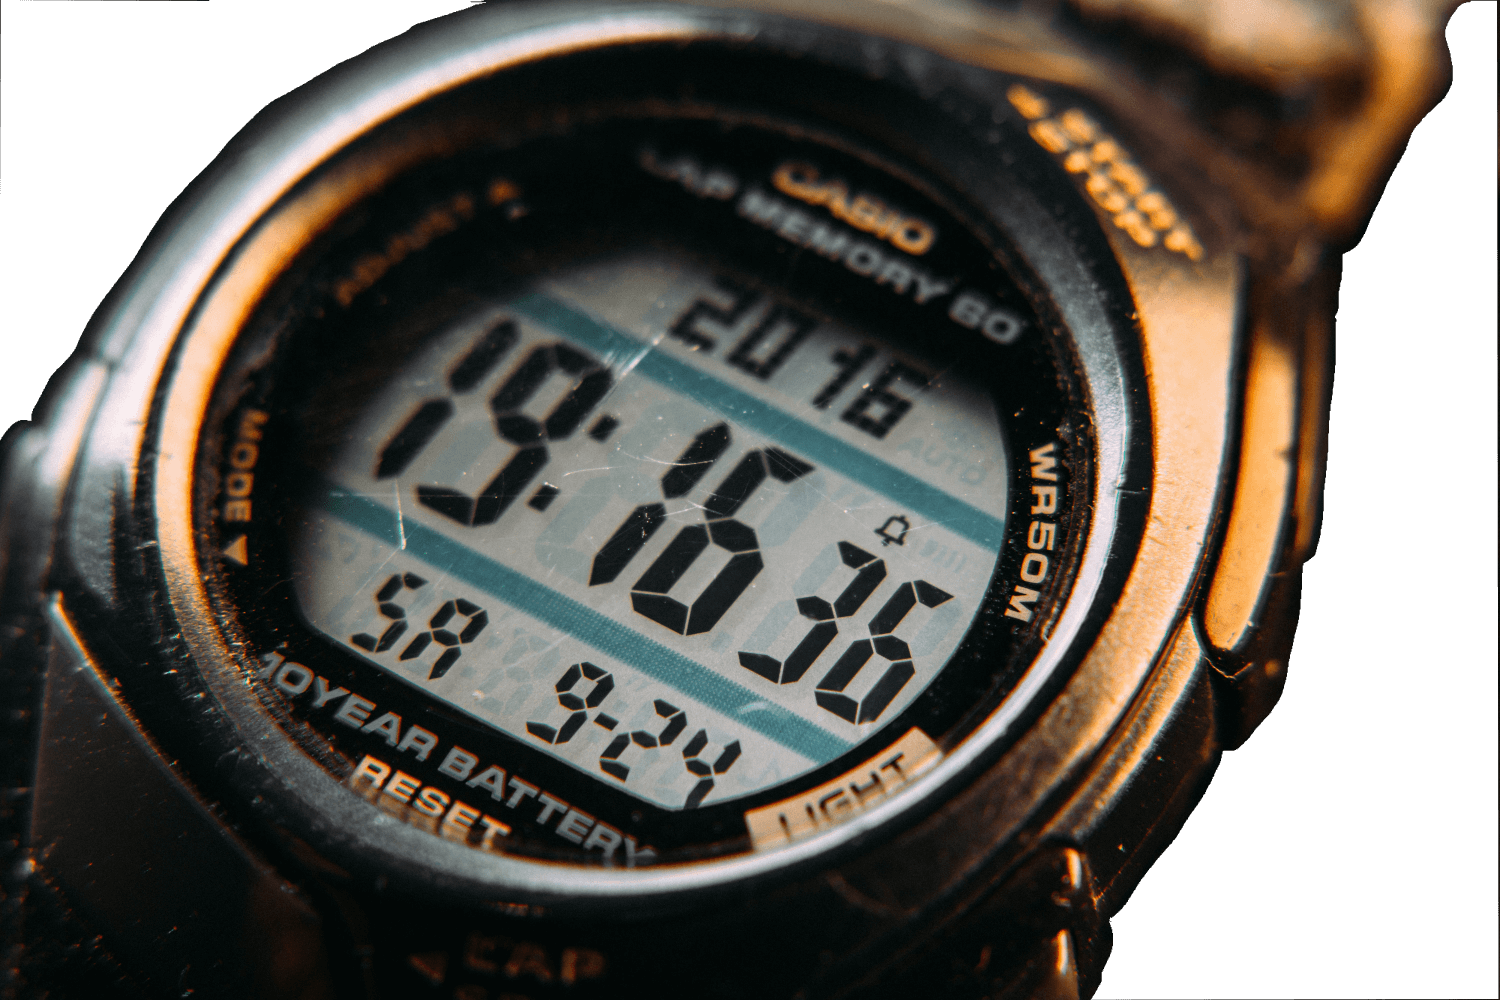 CASIO
LAP MEMORY 60
ADJUST
START
STOP
2016
19:16 36
SA 9-24
MODE
WR50M
10YEAR BATTERY
RESET
LIGHT
LAP